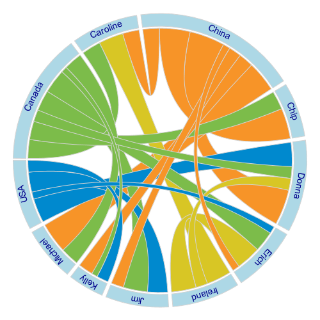 China
Chip
Donna
Erich
Ireland
Jim
Kelly
Michael
USA
Canada
Caroline